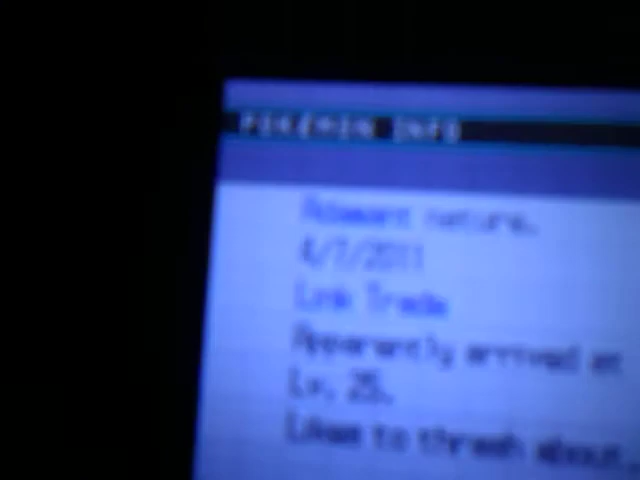 POKéMON INFO
Adamant nature.
4/7/2011
Link Trade
Apparently arrived at
Lv. 25.
Likes to thrash about.